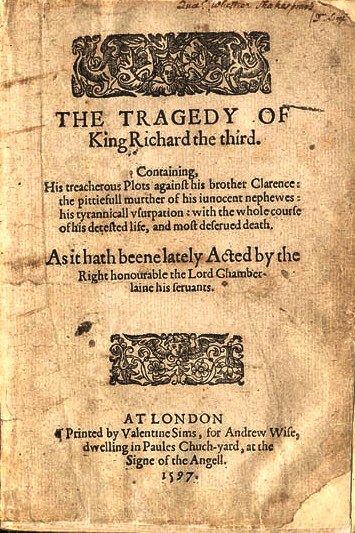 THE TRAGEDY OF
King Richard the third.
Containing,
His treacherous Plots againſt his brother Clarence:
the pittiefull murther of his iunocent nephewes:
his tyrannicall vſurpation: with the whole courſe
of his deteſted life, and moſt deſerued death.
As it hath beene lately Acted by the
Right honourable the Lord Chamber-
laine his ſeruants.
AT LONDON
¶ Printed by Valentine Sims, for Andrew Wiſe,
dwelling in Paules Chuch-yard, at the
Signe of the Angell.
1597.